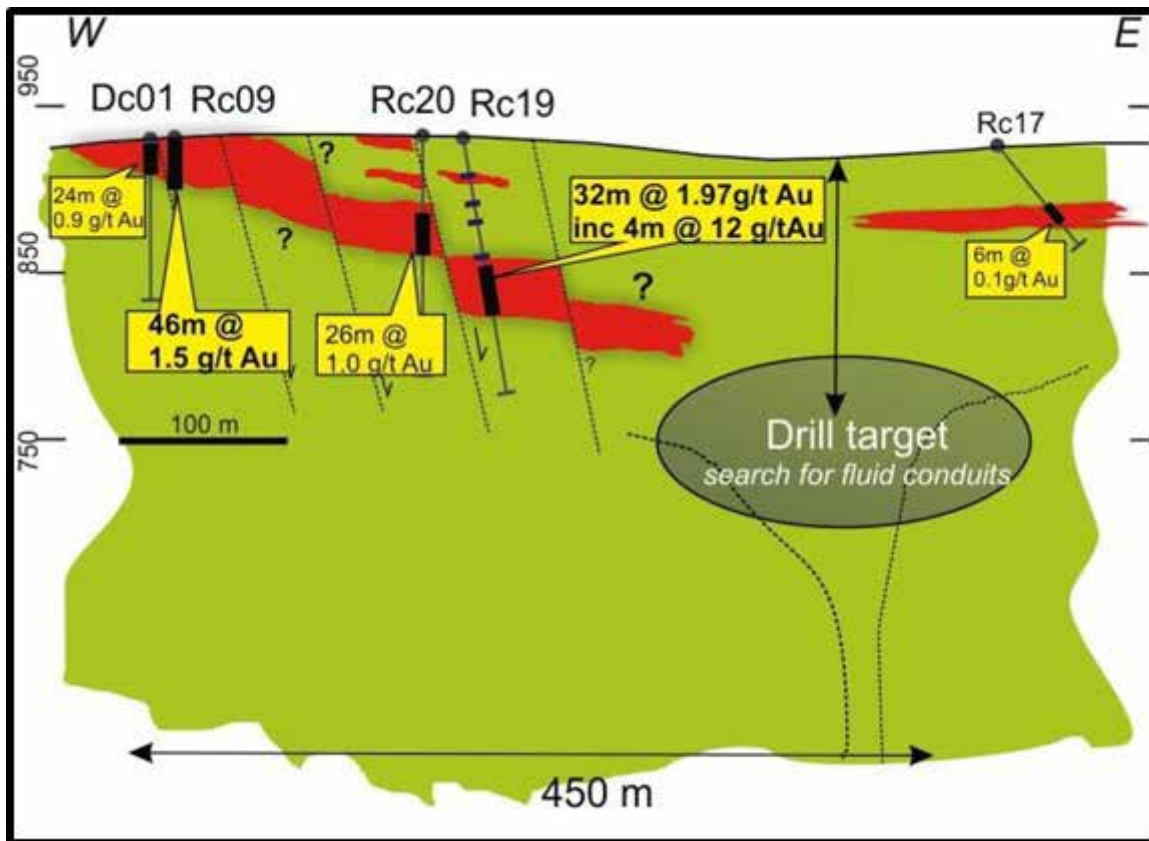 W
E
950
Dc01
Rc09
Rc20
Rc19
Rc17
?
24m @
0.9 g/t Au
32m @ 1.97g/t Au
inc 4m @ 12 g/tAu
?
850
?
6m @
0.1g/t Au
46m @
1.5 g/t Au
26m @
1.0 g/t Au
?
100 m
750
Drill target
search for fluid conduits
450 m